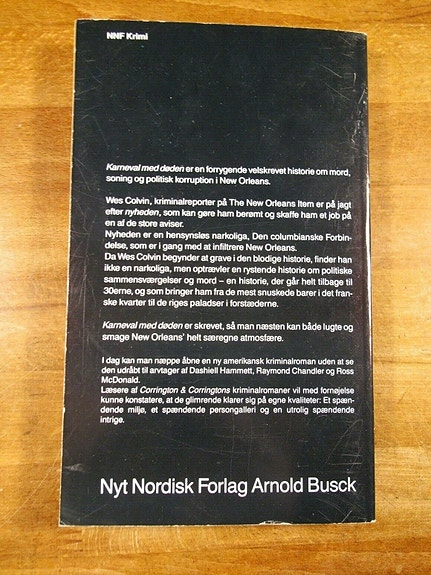 NNF Krimi
Karneval med døden er en forrygende velskrevet historie om mord,
soning og politisk korruption i New Orleans.
Wes Colvin, kriminalreporter på The New Orleans Item er på jagt
efter nyheden, som kan gøre ham berømt og skaffe ham et job på
en af de store aviser.
Nyheden er en hensynsløs narkoliga, Den columbianske Forbin-
delse, som er i gang med at infiltrere New Orleans.
Da Wes Colvin begynder at grave i den blodige historie, finder han
ikke en narkoliga, men optrævler en rystende historie om politiske
sammensværgelser og mord – en historie, der går helt tilbage til
30erne, og som bringer ham fra de mest snuskede barer i det fran-
ske kvarter til de riges paladser i forstæderne.
Karneval med døden er skrevet, så man næsten kan både lugte og
smage New Orleans' helt særegne atmosfære.
I dag kan man næppe åbne en ny amerikansk kriminalroman uden at se
den udråbt til arvtager af Dashiell Hammett, Raymond Chandler og Ross
McDonald.
Læsere af Corrington & Corringtons kriminalromaner vil med fornøjelse
kunne konstatere, at de glimrende klarer sig på egne kvaliteter: Et spæn-
dende miljø, et spændende persongalleri og en utrolig spændende
intrige.
Nyt Nordisk Forlag Arnold Busck